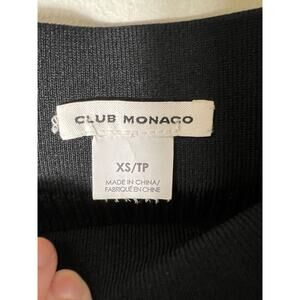 CLUB MONACO
XS/TP
MADE IN CHINA/
FABRIQUÉ EN CHINE